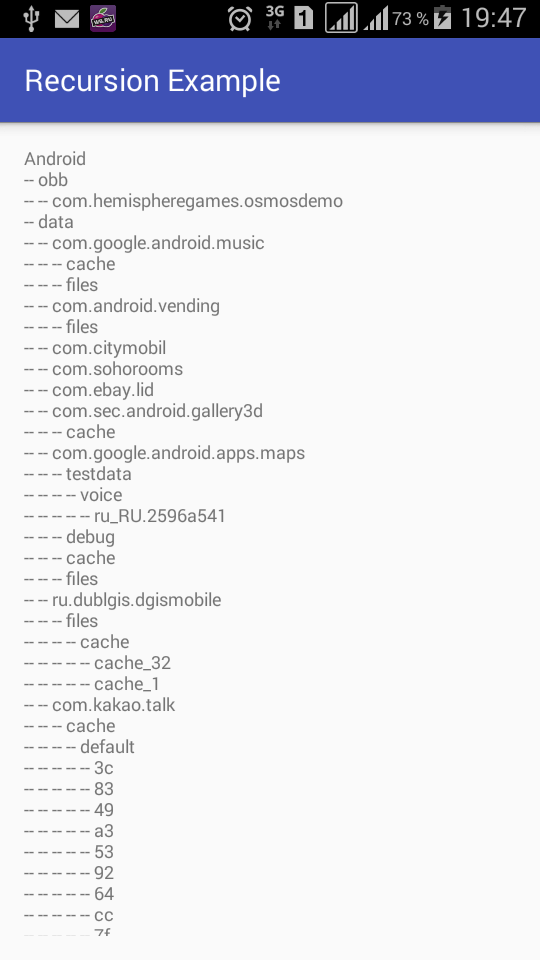 3G
1
73 %
19:47
Recursion Example
Android
-- obb
-- -- com.hemispheregames.osmosdemo
-- data
-- -- com.google.android.music
-- -- -- cache
-- -- -- files
-- -- com.android.vending
-- -- -- files
-- -- com.citymobil
-- -- com.sohorooms
-- -- com.ebay.lid
-- -- com.sec.android.gallery3d
-- -- -- cache
-- -- com.google.android.apps.maps
-- -- -- testdata
-- -- -- -- voice
-- -- -- -- -- ru_RU.2596a541
-- -- -- debug
-- -- -- cache
-- -- -- files
-- -- ru.dublgis.dgismobile
-- -- -- files
-- -- -- -- cache
-- -- -- -- -- cache_32
-- -- -- -- -- cache_1
-- -- com.kakao.talk
-- -- -- cache
-- -- -- -- default
-- -- -- -- -- 3c
-- -- -- -- -- 83
-- -- -- -- -- 49
-- -- -- -- -- a3
-- -- -- -- -- 53
-- -- -- -- -- 92
-- -- -- -- -- 64
-- -- -- -- -- cc
-- -- -- -- -- 7f